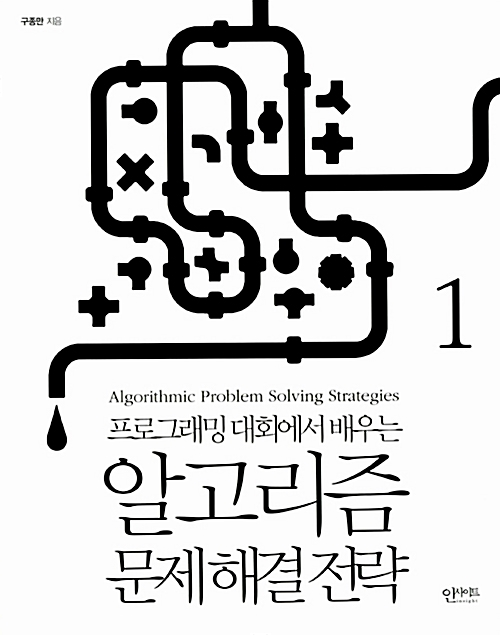 구종만 지음
1
Algorithmic Problem Solving Strategies
프로그래밍 대회에서 배우는
알고리즘
문제 해결 전략
인사이트
insight